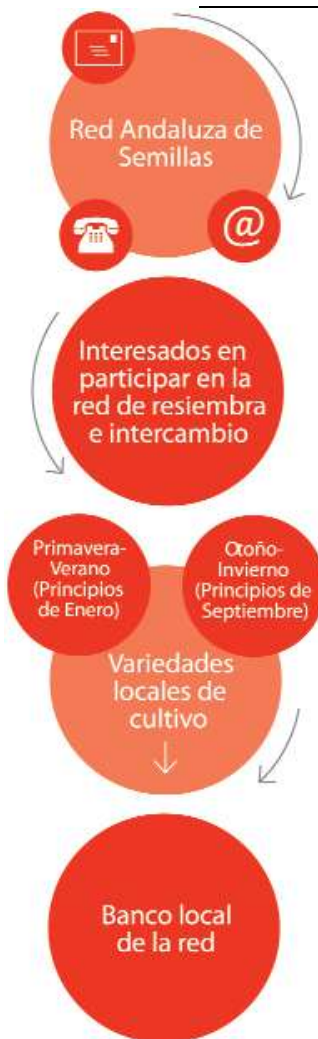 Red Andaluza de
Semillas
@
Interesados en
participar en la
red de resiembra
e intercambio
Primavera-
Verano
(Principios
de Enero)
Otoño-
Invierno
(Principios de
Septiembre)
Variedades
locales de
cultivo
Banco local
de la red